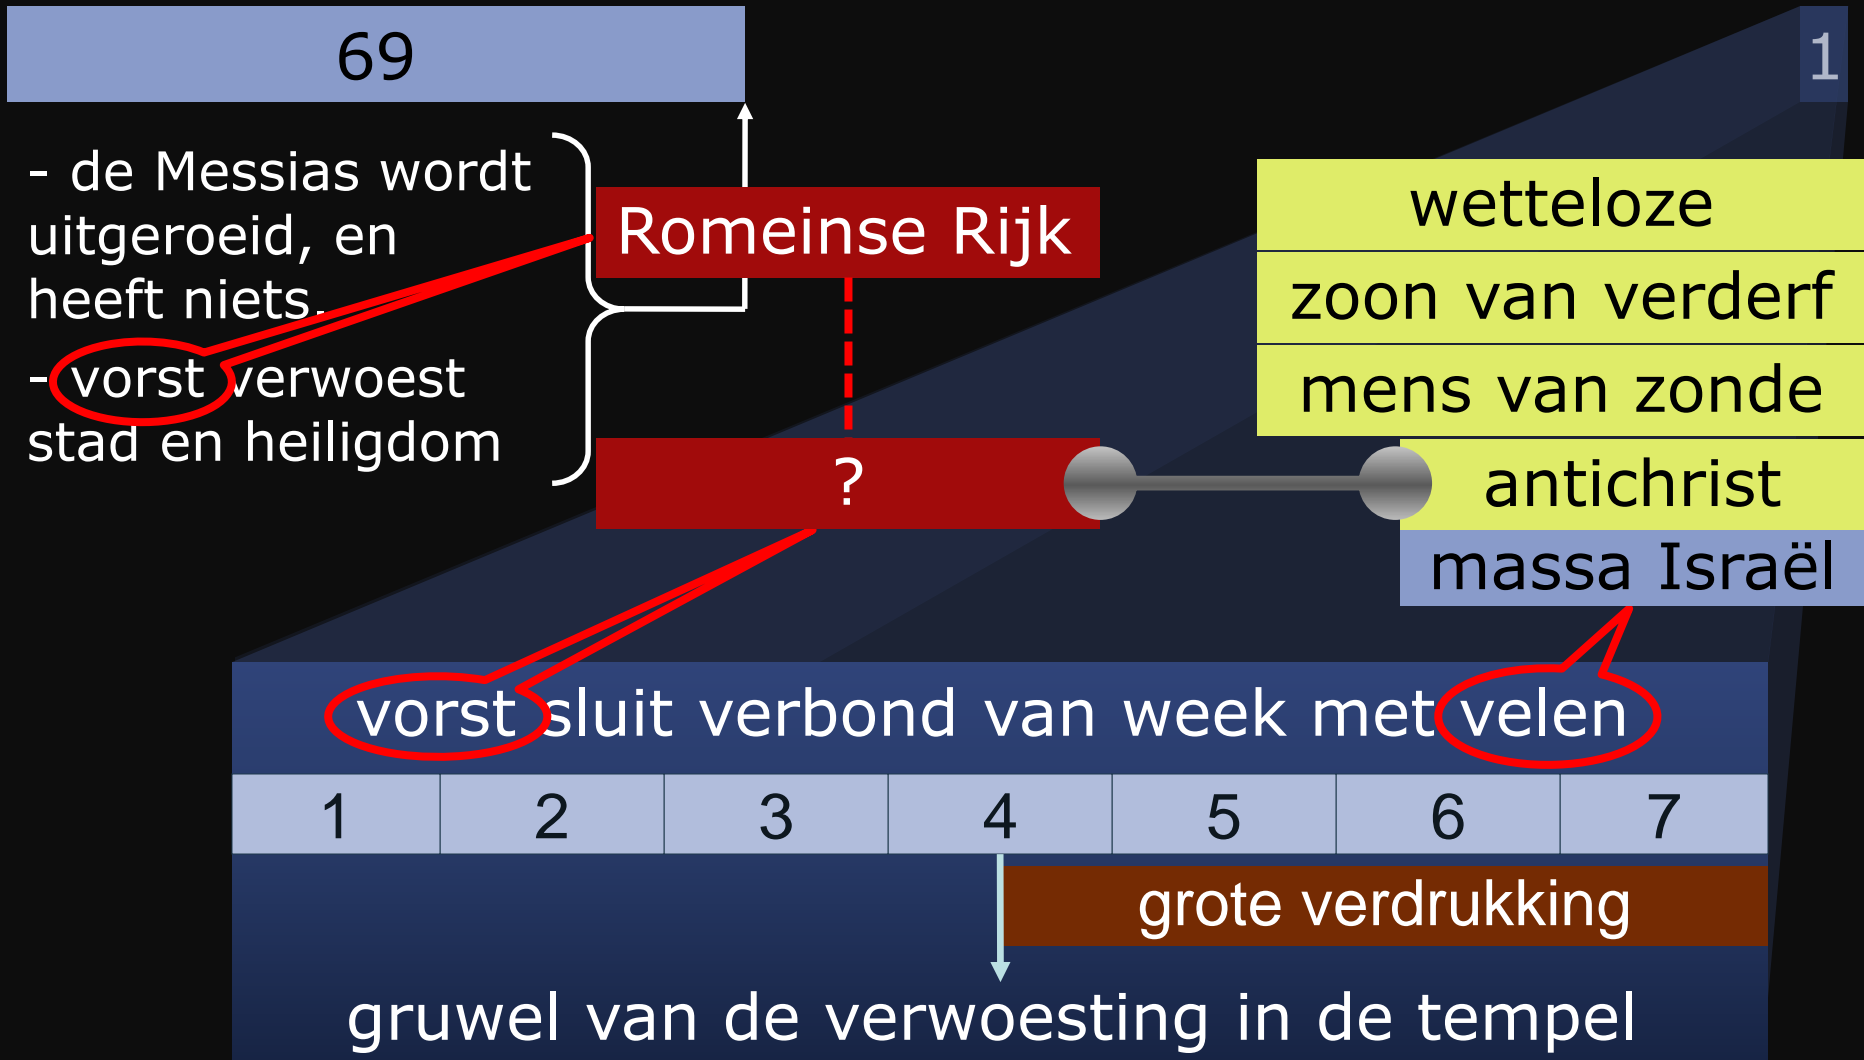 69
1
- de Messias wordt
uitgeroeid, en
heeft niets.
- vorst verwoest
stad en heiligdom
Romeinse Rijk
?
wetteloze
zoon van verderf
mens van zonde
antichrist
massa Israël
vorst sluit verbond van week met velen
1 2 3 4 5 6 7
grote verdrukking
gruwel van de verwoesting in de tempel